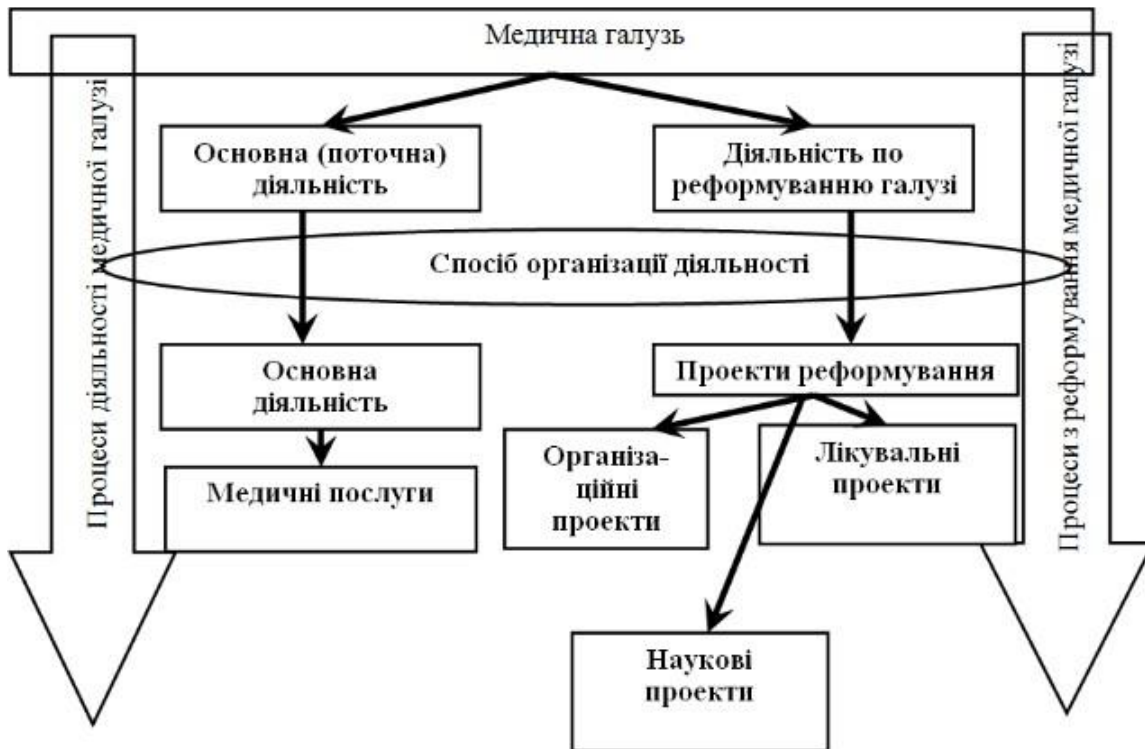 Медична галузь
Процеси діяльності медичної галузі
Процеси з реформування медичної галузі
Основна (поточна)
діяльність
Діяльність по
реформуванню галузі
Спосіб організації діяльності
Основна
діяльність
Проекти реформування
Медичні послуги
Організа-
ційні
проекти
Лікувальні
проекти
Наукові
проекти